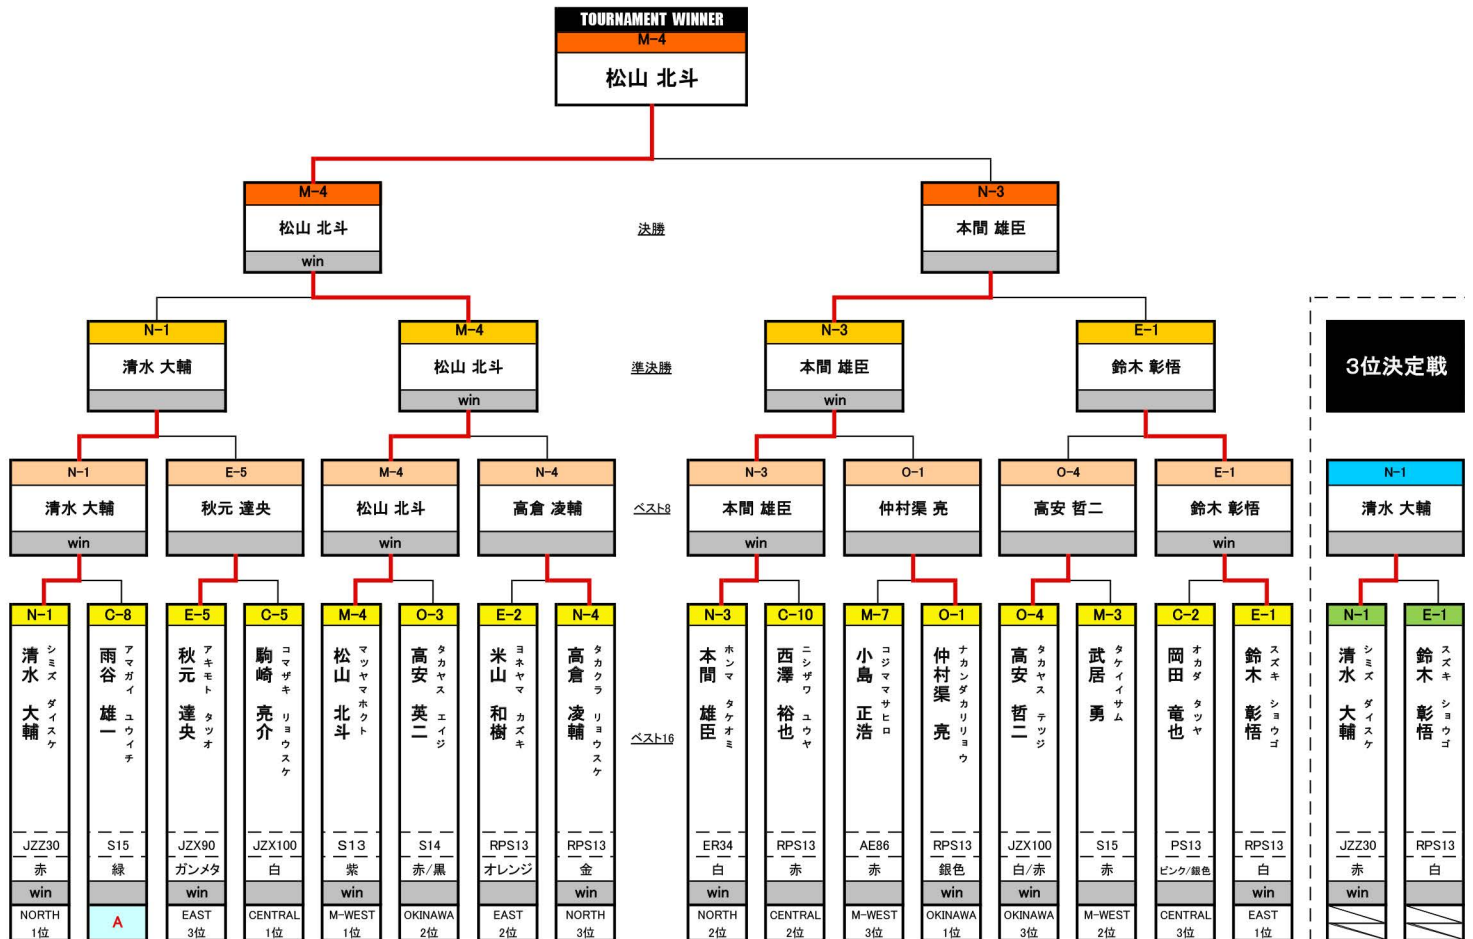 TOURNAMENT WINNER
M-4
松山 北斗
M-4
松山 北斗
win
決勝
N-3
本間 雄臣
N-1
清水 大輔
M-4
松山 北斗
win
準決勝
N-3
本間 雄臣
win
E-1
鈴木 彰悟
3位決定戦
N-1
清水 大輔
win
E-5
秋元 達央
M-4
松山 北斗
win
N-4
高倉 凌輔
ベスト8
N-3
本間 雄臣
win
O-1
仲村渠 亮
O-4
高安 哲二
E-1
鈴木 彰悟
win
N-1
清水 大輔
N-1
清水 大輔
シミズ ダイスケ
JZZ30
赤
win
NORTH
1位
C-8
雨谷 雄一
アマガイ ユウイチ
S15
緑
A
E-5
秋元 達央
アキモト タツオ
JZX90
ガンメタ
win
EAST
3位
C-5
駒崎 亮介
コマザキ リョウスケ
JZX100
白
CENTRAL
1位
M-4
松山 北斗
マツヤマホクト
S13
紫
win
M-WEST
1位
O-3
高安 英二
タカヤス エイジ
S14
赤/黒
OKINAWA
2位
E-2
米山 和樹
ヨネヤマ カズキ
RPS13
オレンジ
EAST
2位
N-4
高倉 凌輔
タカクラ リョウスケ
RPS13
金
win
NORTH
3位
ベスト16
N-3
本間 雄臣
ホンマ タケオミ
ER34
白
win
NORTH
2位
C-10
西澤 裕也
ニシザワ ユウヤ
RPS13
赤
CENTRAL
2位
M-7
小島 正浩
コジママサヒロ
AE86
赤
M-WEST
3位
O-1
仲村渠 亮
ナカンダカリリョウ
RPS13
銀色
win
OKINAWA
1位
O-4
高安 哲二
タカヤス テツジ
JZX100
白/赤
win
OKINAWA
3位
M-3
武居 勇
タケイイサム
S15
赤
M-WEST
2位
C-2
岡田 竜也
オカダ タツヤ
PS13
ピンク/銀色
CENTRAL
3位
E-1
鈴木 彰悟
スズキ ショウゴ
RPS13
白
win
EAST
1位
N-1
清水 大輔
シミズ ダイスケ
JZZ30
赤
win
E-1
鈴木 彰悟
スズキ ショウゴ
RPS13
白